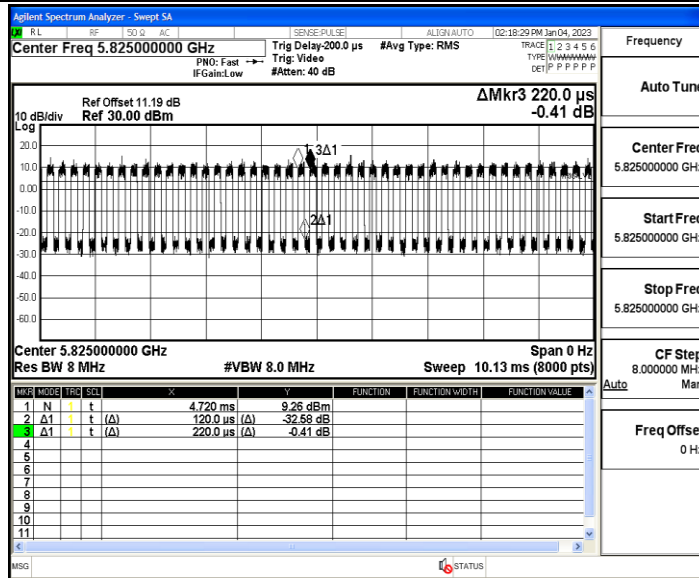 Agilent Spectrum Analyzer - Swept SA
RL RF 50 Ω AC SENSE:PULSE ALIGN AUTO 02:18:29 PM Jan 04, 2023
Center Freq 5.825000000 GHz
PNO: Fast
IFGain:Low
Trig Delay-200.0 µs
Trig: Video
#Atten: 40 dB
#Avg Type: RMS
TRACE 1 2 3 4 5 6
TYPE WWWWWWW
DET P P P P P P
Ref Offset 11.19 dB
10 dB/div Ref 30.00 dBm
Log
ΔMkr3 220.0 µs
-0.41 dB
20.0
1 3Δ1
10.0
0.00
-10.0
2Δ1
-20.0
-30.0
-40.0
-50.0
-60.0
Center 5.825000000 GHz Span 0 Hz
Res BW 8 MHz #VBW 8.0 MHz Sweep 10.13 ms (8000 pts)
MKR MODE TRC SCL X Y FUNCTION FUNCTION WIDTH FUNCTION VALUE
1 N 1 t 4.720 ms 9.26 dBm
2 Δ1 1 t (Δ) 120.0 µs (Δ) -32.58 dB
3 Δ1 1 t (Δ) 220.0 µs (Δ) -0.41 dB
4
5
6
7
8
9
10
11
MSG STATUS
Frequency
Auto Tune
Center Freq
5.825000000 GHz
Start Freq
5.825000000 GHz
Stop Freq
5.825000000 GHz
CF Step
8.000000 MHz
Auto Man
Freq Offset
0 Hz